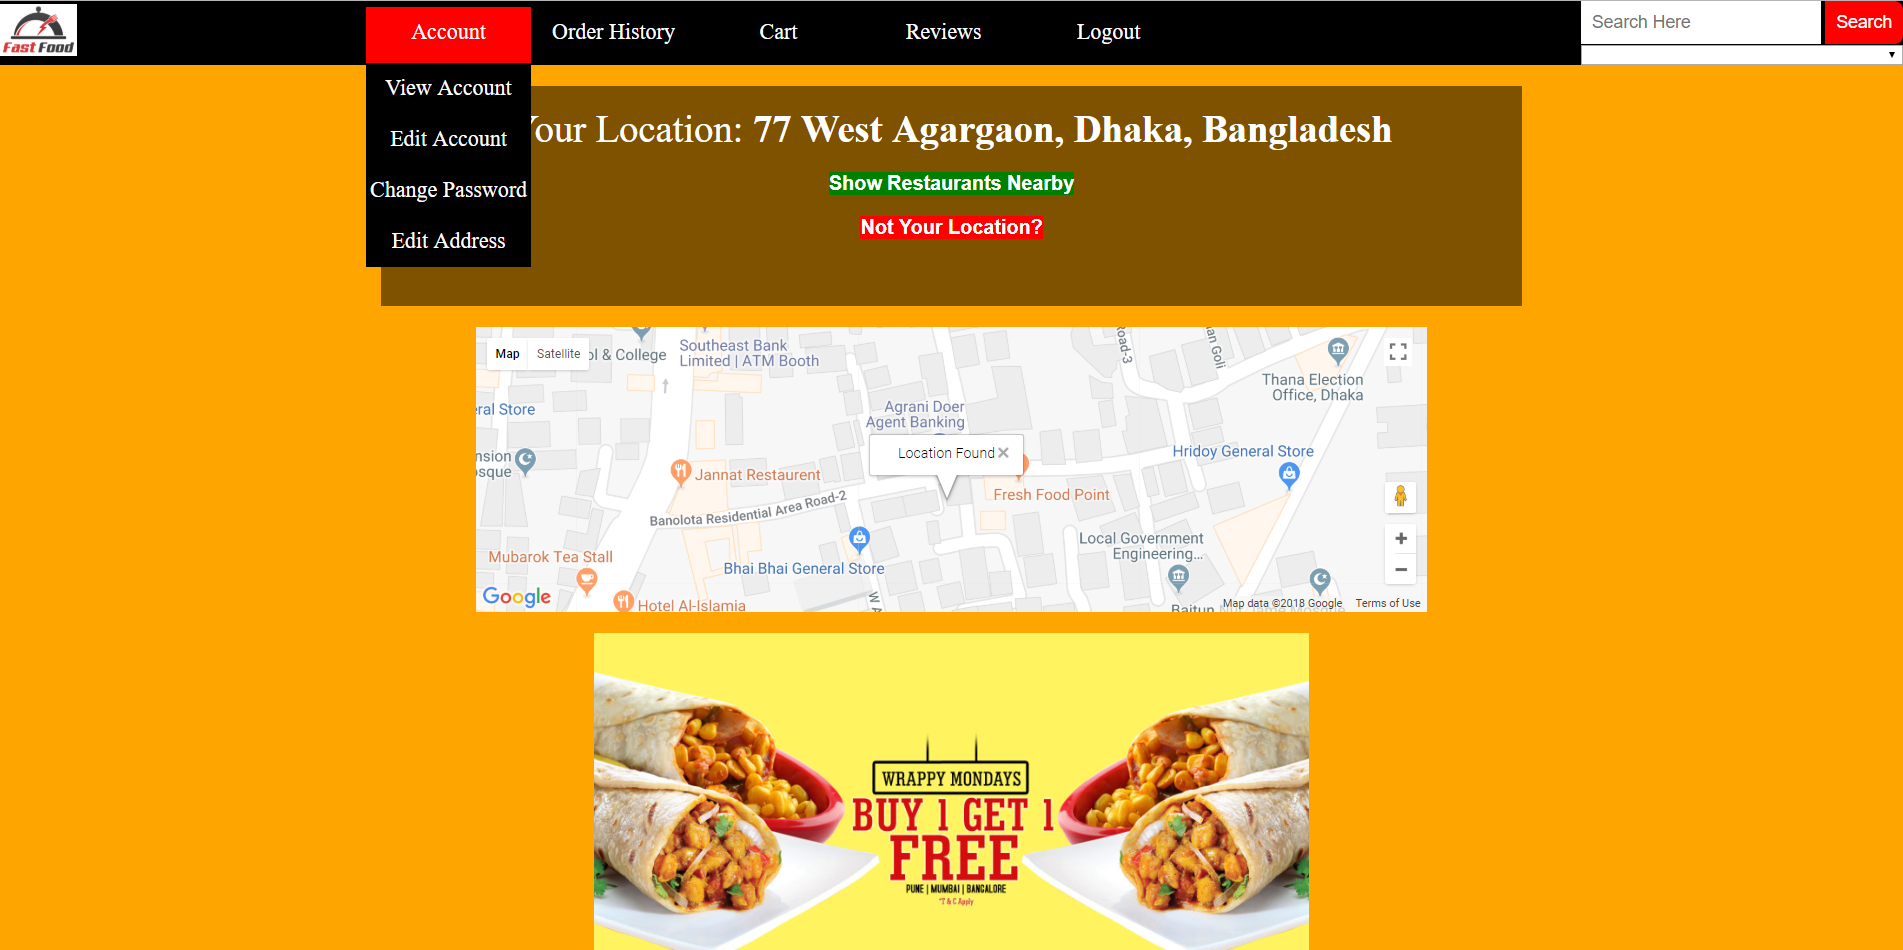 Fast Food
Account
Order History
Cart
Reviews
Logout
Search Here
Search
View Account
Edit Account
Change Password
Edit Address
Your Location: 77 West Agargaon, Dhaka, Bangladesh
Show Restaurants Nearby
Not Your Location?
Map
Satellite
ol & College
Southeast Bank
Limited | ATM Booth
Road-3
an Goli
Thana Election
Office, Dhaka
ral Store
Agrani Doer
Agent Banking
Location Found
Hridoy General Store
nsion
sque
Jannat Restaurent
Fresh Food Point
Banolota Residential Area Road-2
Local Government
Engineering...
Mubarok Tea Stall
Bhai Bhai General Store
W A
Google
Hotel Al-Islamia
Baitun
Map data ©2018 Google
Terms of Use
WRAPPY MONDAYS
BUY 1 GET 1
FREE
PUNE | MUMBAI | BANGALORE
*T & C Apply